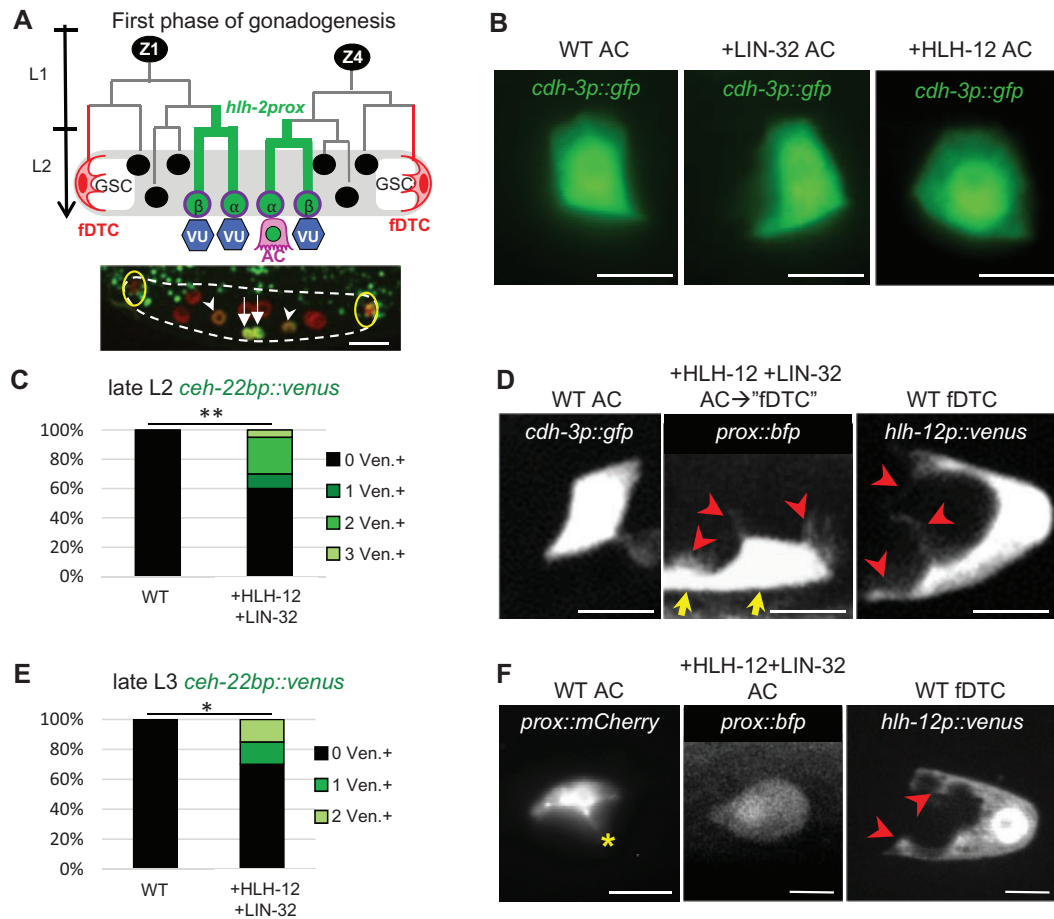 A
First phase of gonadogenesis
L1
L2
Z1
Z4
hlh-2prox
GSC
GSC
fDTC
fDTC
β
α
α
β
VU
VU
VU
AC
B
WT AC
+LIN-32 AC
+HLH-12 AC
cdh-3p::gfp
cdh-3p::gfp
cdh-3p::gfp
C
late L2 ceh-22bp::venus
**
100%
80%
60%
40%
20%
0%
WT
+HLH-12
+LIN-32
0 Ven.+
1 Ven.+
2 Ven.+
3 Ven.+
D
WT AC
+HLH-12 +LIN-32
AC→"fDTC"
WT fDTC
cdh-3p::gfp
prox::bfp
hlh-12p::venus
E
late L3 ceh-22bp::venus
*
100%
80%
60%
40%
20%
0%
WT
+HLH-12
+LIN-32
0 Ven.+
1 Ven.+
2 Ven.+
F
WT AC
+HLH-12+LIN-32
AC
WT fDTC
prox::mCherry
prox::bfp
hlh-12p::venus
*